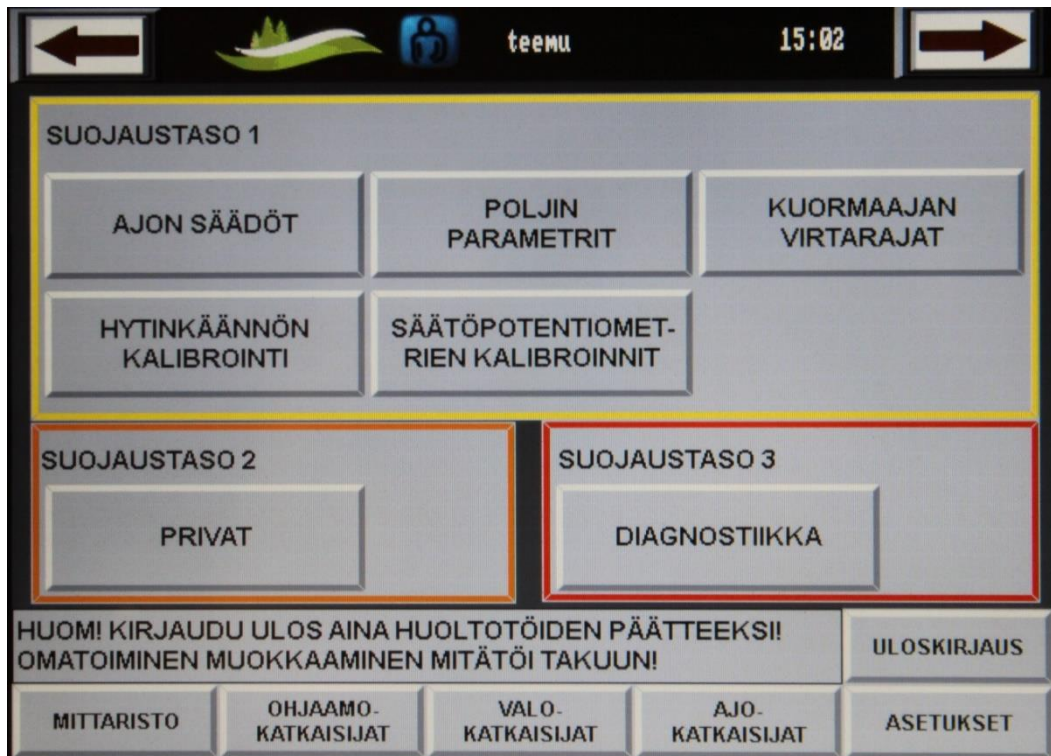 teemu 15:02
SUOJAUSTASO 1
AJON SÄÄDÖT
POLJIN
PARAMETRIT
KUORMAAJAN
VIRTARAJAT
HYTINKÄÄNNÖN
KALIBROINTI
SÄÄTÖPOTENTIOMET-
RIEN KALIBROINNIT
SUOJAUSTASO 2
PRIVAT
SUOJAUSTASO 3
DIAGNOSTIIKKA
HUOM! KIRJAUDU ULOS AINA HUOLTOTÖIDEN PÄÄTTEEKSI!
OMATOIMINEN MUOKKAAMINEN MITÄTÖI TAKUUN!
ULOSKIRJAUS
MITTARISTO
OHJAAMO-
KATKAISIJAT
VALO-
KATKAISIJAT
AJO-
KATKAISIJAT
ASETUKSET